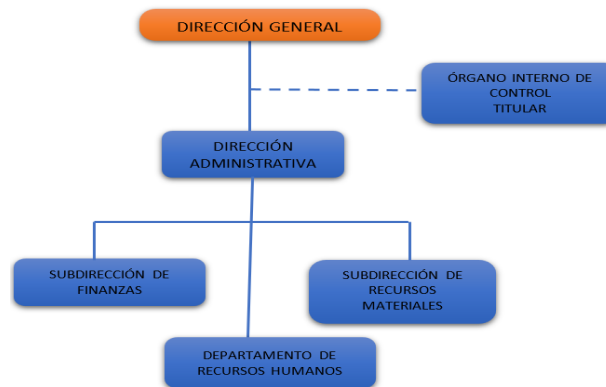 DIRECCIÓN GENERAL
ÓRGANO INTERNO DE
CONTROL
TITULAR
DIRECCIÓN
ADMINISTRATIVA
SUBDIRECCIÓN DE
FINANZAS
SUBDIRECCIÓN DE
RECURSOS
MATERIALES
DEPARTAMENTO DE
RECURSOS HUMANOS